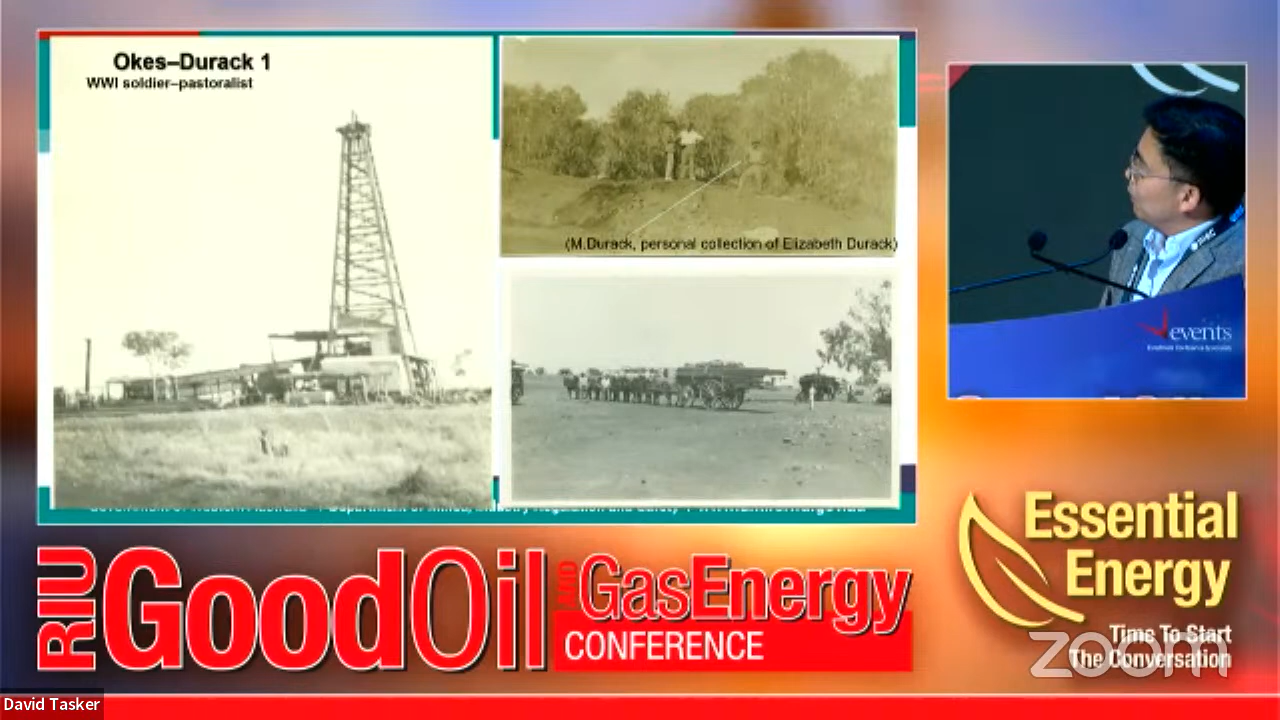 Okes–Durack 1
WWI soldier–pastoralist
(M.Durack, personal collection of Elizabeth Durack)
events
RIU GoodOil AND GasEnergy
CONFERENCE
Essential
Energy
Time To Start
The Conversation
zoom
David Tasker